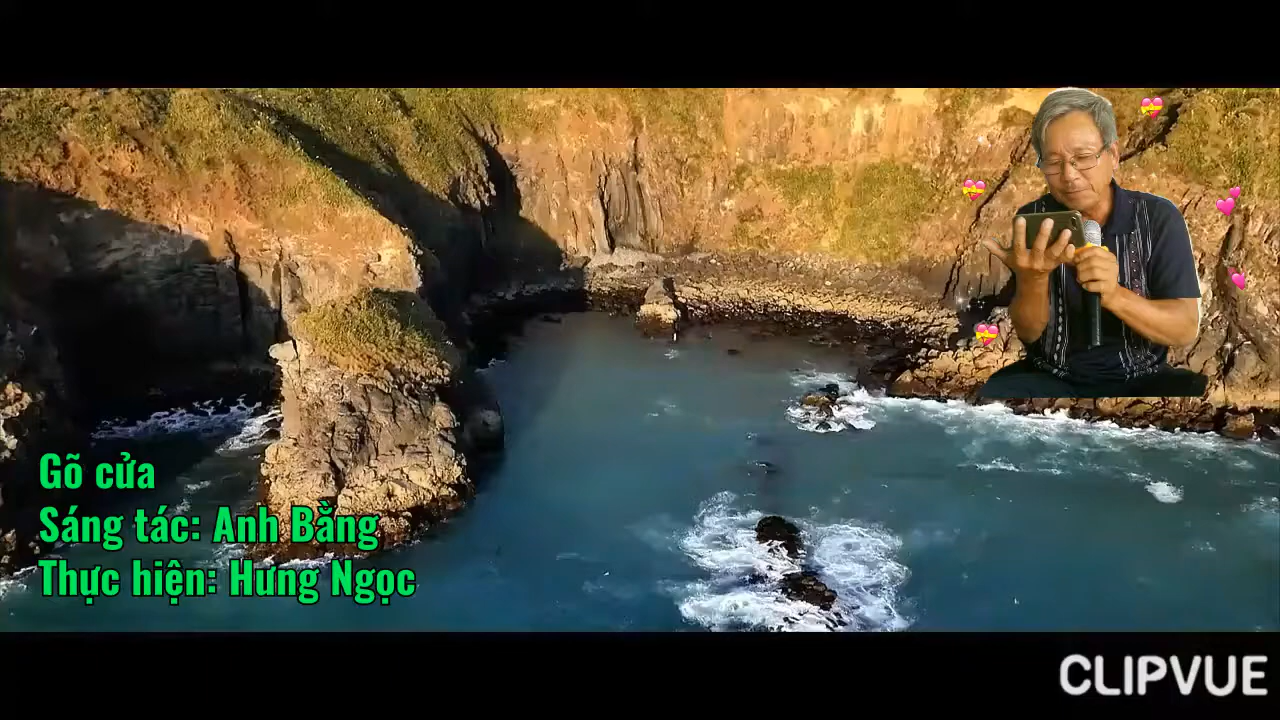 Gõ cửa
Sáng tác: Anh Bằng
Thực hiện: Hưng Ngọc
CLIPVUE